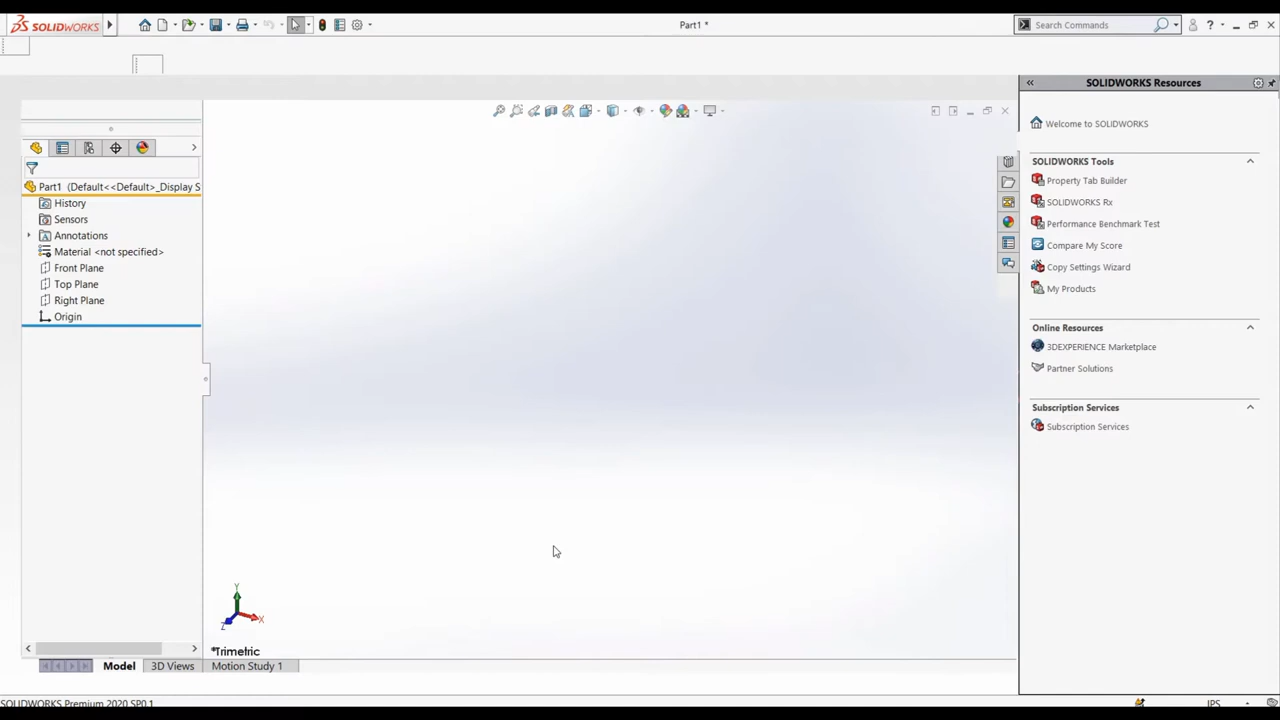 SOLIDWORKS
Part1 *
Search Commands
?
SOLIDWORKS Resources
Part1 (Default<<Default>_Display S
History
Sensors
Annotations
Material <not specified>
Front Plane
Top Plane
Right Plane
Origin
Welcome to SOLIDWORKS
SOLIDWORKS Tools
Property Tab Builder
SOLIDWORKS Rx
Performance Benchmark Test
Compare My Score
Copy Settings Wizard
My Products
Online Resources
3DEXPERIENCE Marketplace
Partner Solutions
Subscription Services
Subscription Services
Y
X
Z
*Trimetric
Model
3D Views
Motion Study 1
SOLIDWORKS Premium 2020 SP0.1
IPS